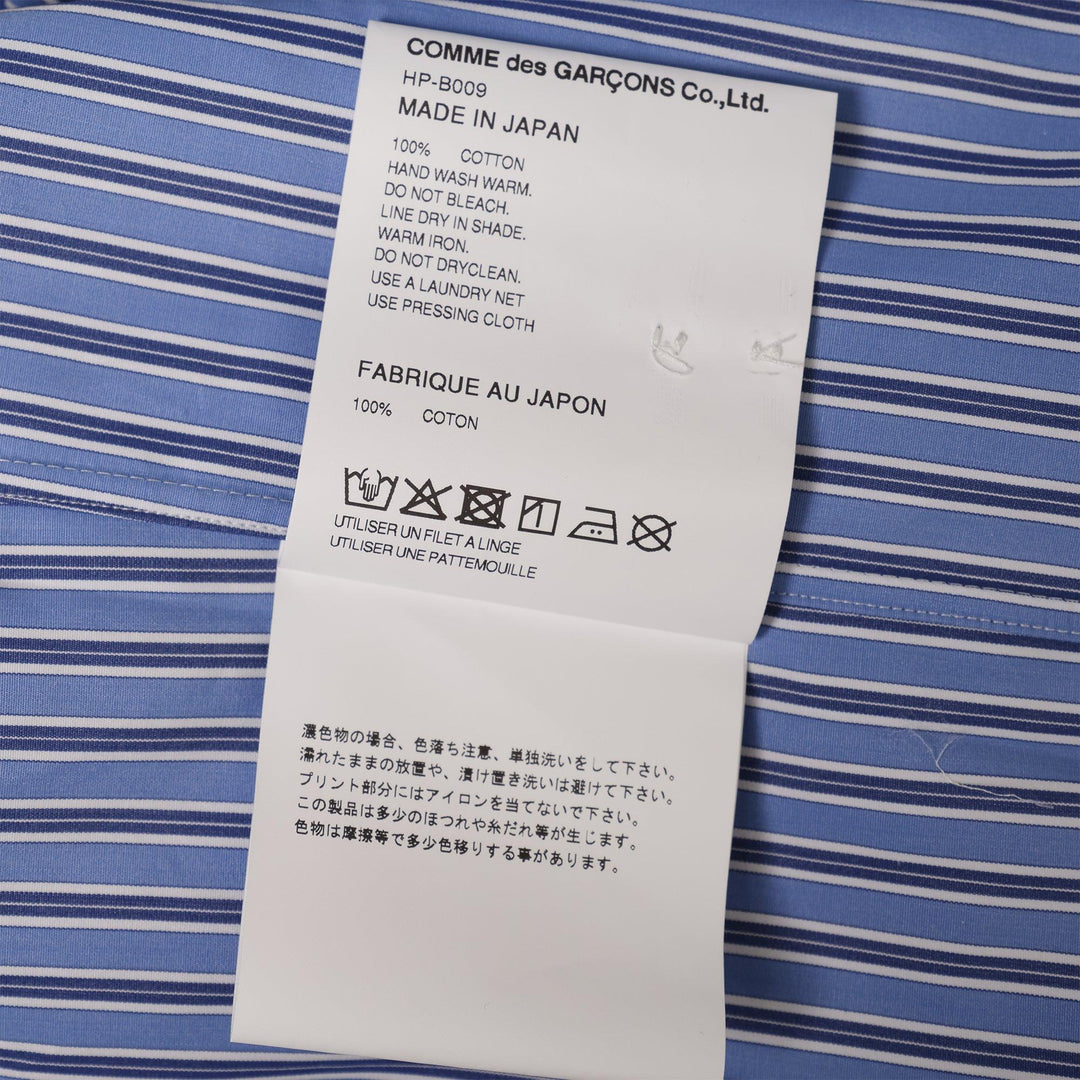 COMME des GARÇONS Co.,Ltd.
HP-B009
MADE IN JAPAN
100% COTTON
HAND WASH WARM.
DO NOT BLEACH.
LINE DRY IN SHADE.
WARM IRON.
DO NOT DRYCLEAN.
USE A LAUNDRY NET
USE PRESSING CLOTH
FABRIQUE AU JAPON
100% COTON
UTILISER UN FILET A LINGE
UTILISER UNE PATTEMOUILLE
濃色物の場合、色落ち注意、単独洗いをして下さい。
濡れたままの放置や、漬け置き洗いは避けて下さい。
プリント部分にはアイロンを当てないで下さい。
この製品は多少のほつれや糸だれ等が生じます。
色物は摩擦等で多少色移りする事があります。